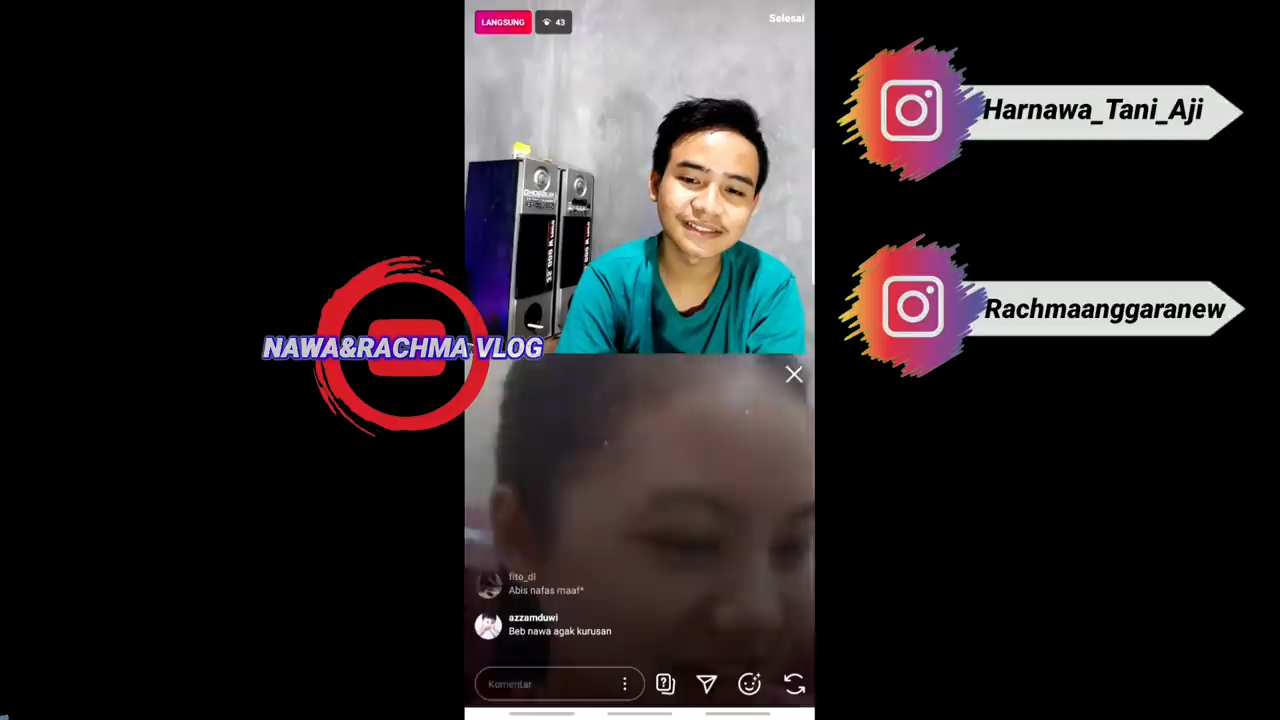 LANGSUNG
43
Selesai
Harnawa_Tani_Aji
NAWA&RACHMA VLOG
Rachmaanggaranew
fito_dl
Abis nafas maaf*
azzamduwi
Beb nawa agak kurusan
Komentar